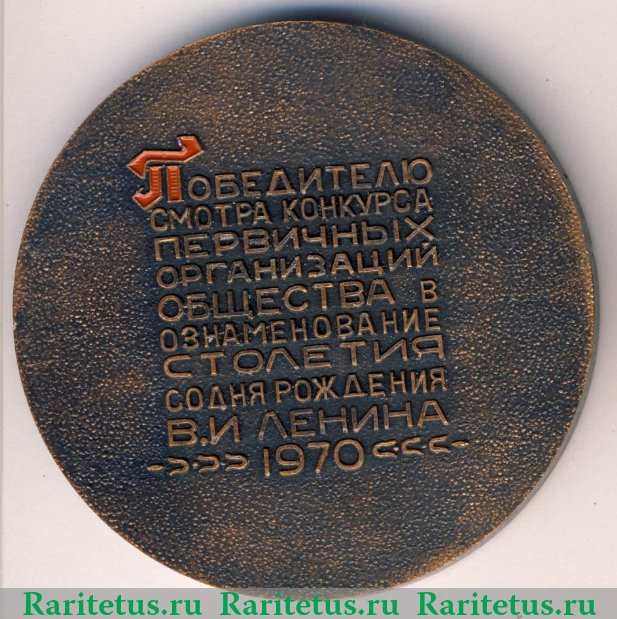 ПОБЕДИТЕЛЮ
СМОТРА КОНКУРСА
ПЕРВИЧНЫХ
ОРГАНИЗАЦИЙ
ОБЩЕСТВА В
ОЗНАМЕНОВАНИЕ
СТОЛЕТИЯ
СО ДНЯ РОЖДЕНИЯ
В.И ЛЕНИНА
1970
Raritetus.ru Raritetus.ru Raritetus.ru